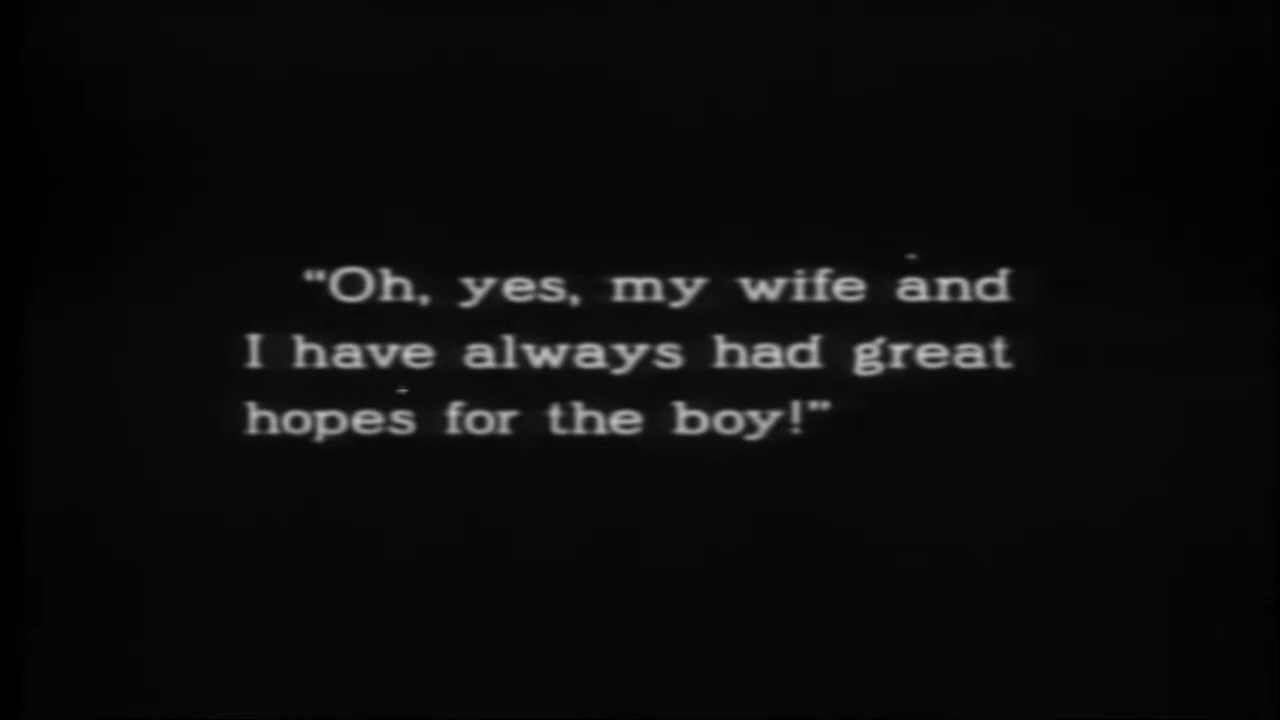 “Oh, yes, my wife and
I have always had great
hopes for the boy!”